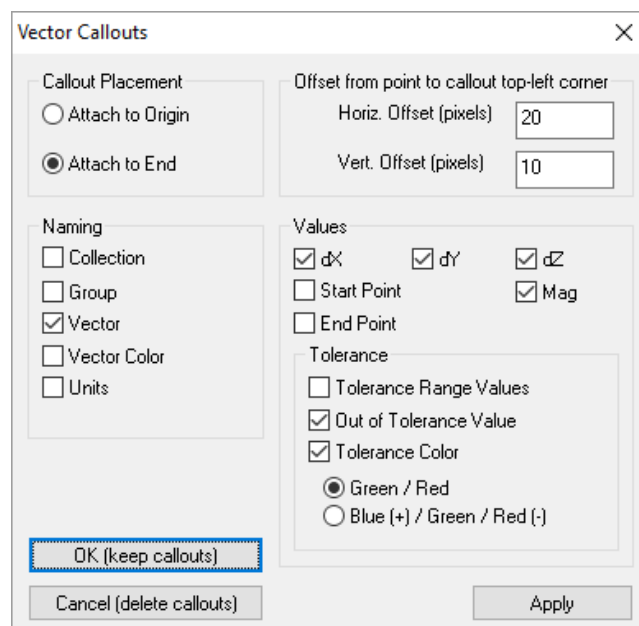 Vector Callouts
Callout Placement
Attach to Origin
Attach to End
Offset from point to callout top-left corner
Horiz. Offset (pixels) 20
Vert. Offset (pixels) 10
Naming
Collection
Group
Vector
Vector Color
Units
Values
dX dY dZ
Start Point Mag
End Point
Tolerance
Tolerance Range Values
Out of Tolerance Value
Tolerance Color
Green / Red
Blue (+) / Green / Red (-)
OK (keep callouts)
Cancel (delete callouts)
Apply